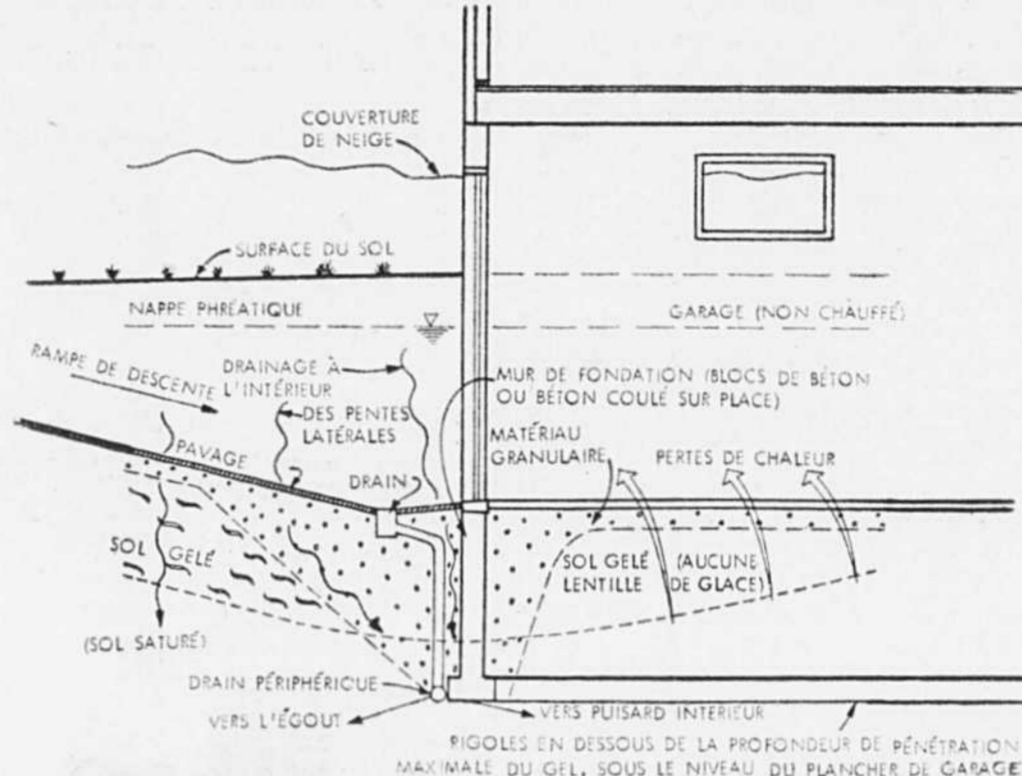 COUVERTURE
DE NEIGE
SURFACE DU SOL
NAPPE PHRÉATIQUE
GARAGE (NON CHÂUFFÉ)
RAMPE DE DESCENTE
DRAINAGE À
L'INTÉRIEUR
DES PENTES
LATÉRALES
MUR DE FONDATION (BLOCS DE BÉTON
OU BÉTON COULÉ SUR PLACE)
PAVAGE
MATÉRIAU
GRANULAIRE
PERTES DE CHALEUR
DRAIN
SOL GELÉ
SOL GELÉ (AUCUNE
LENTILLE DE GLACE)
(SOL SATURÉ)
DRAIN PÉRIPHÉRIQUE
VERS L'ÉGOUT
VERS PUISARD INTÉRIEUR
RIGOLES EN DESSOUS DE LA PROFONDEUR DE PÉNÉTRATION
MAXIMALE DU GEL, SOUS LE NIVEAU DU PLANCHER DE GARAGE